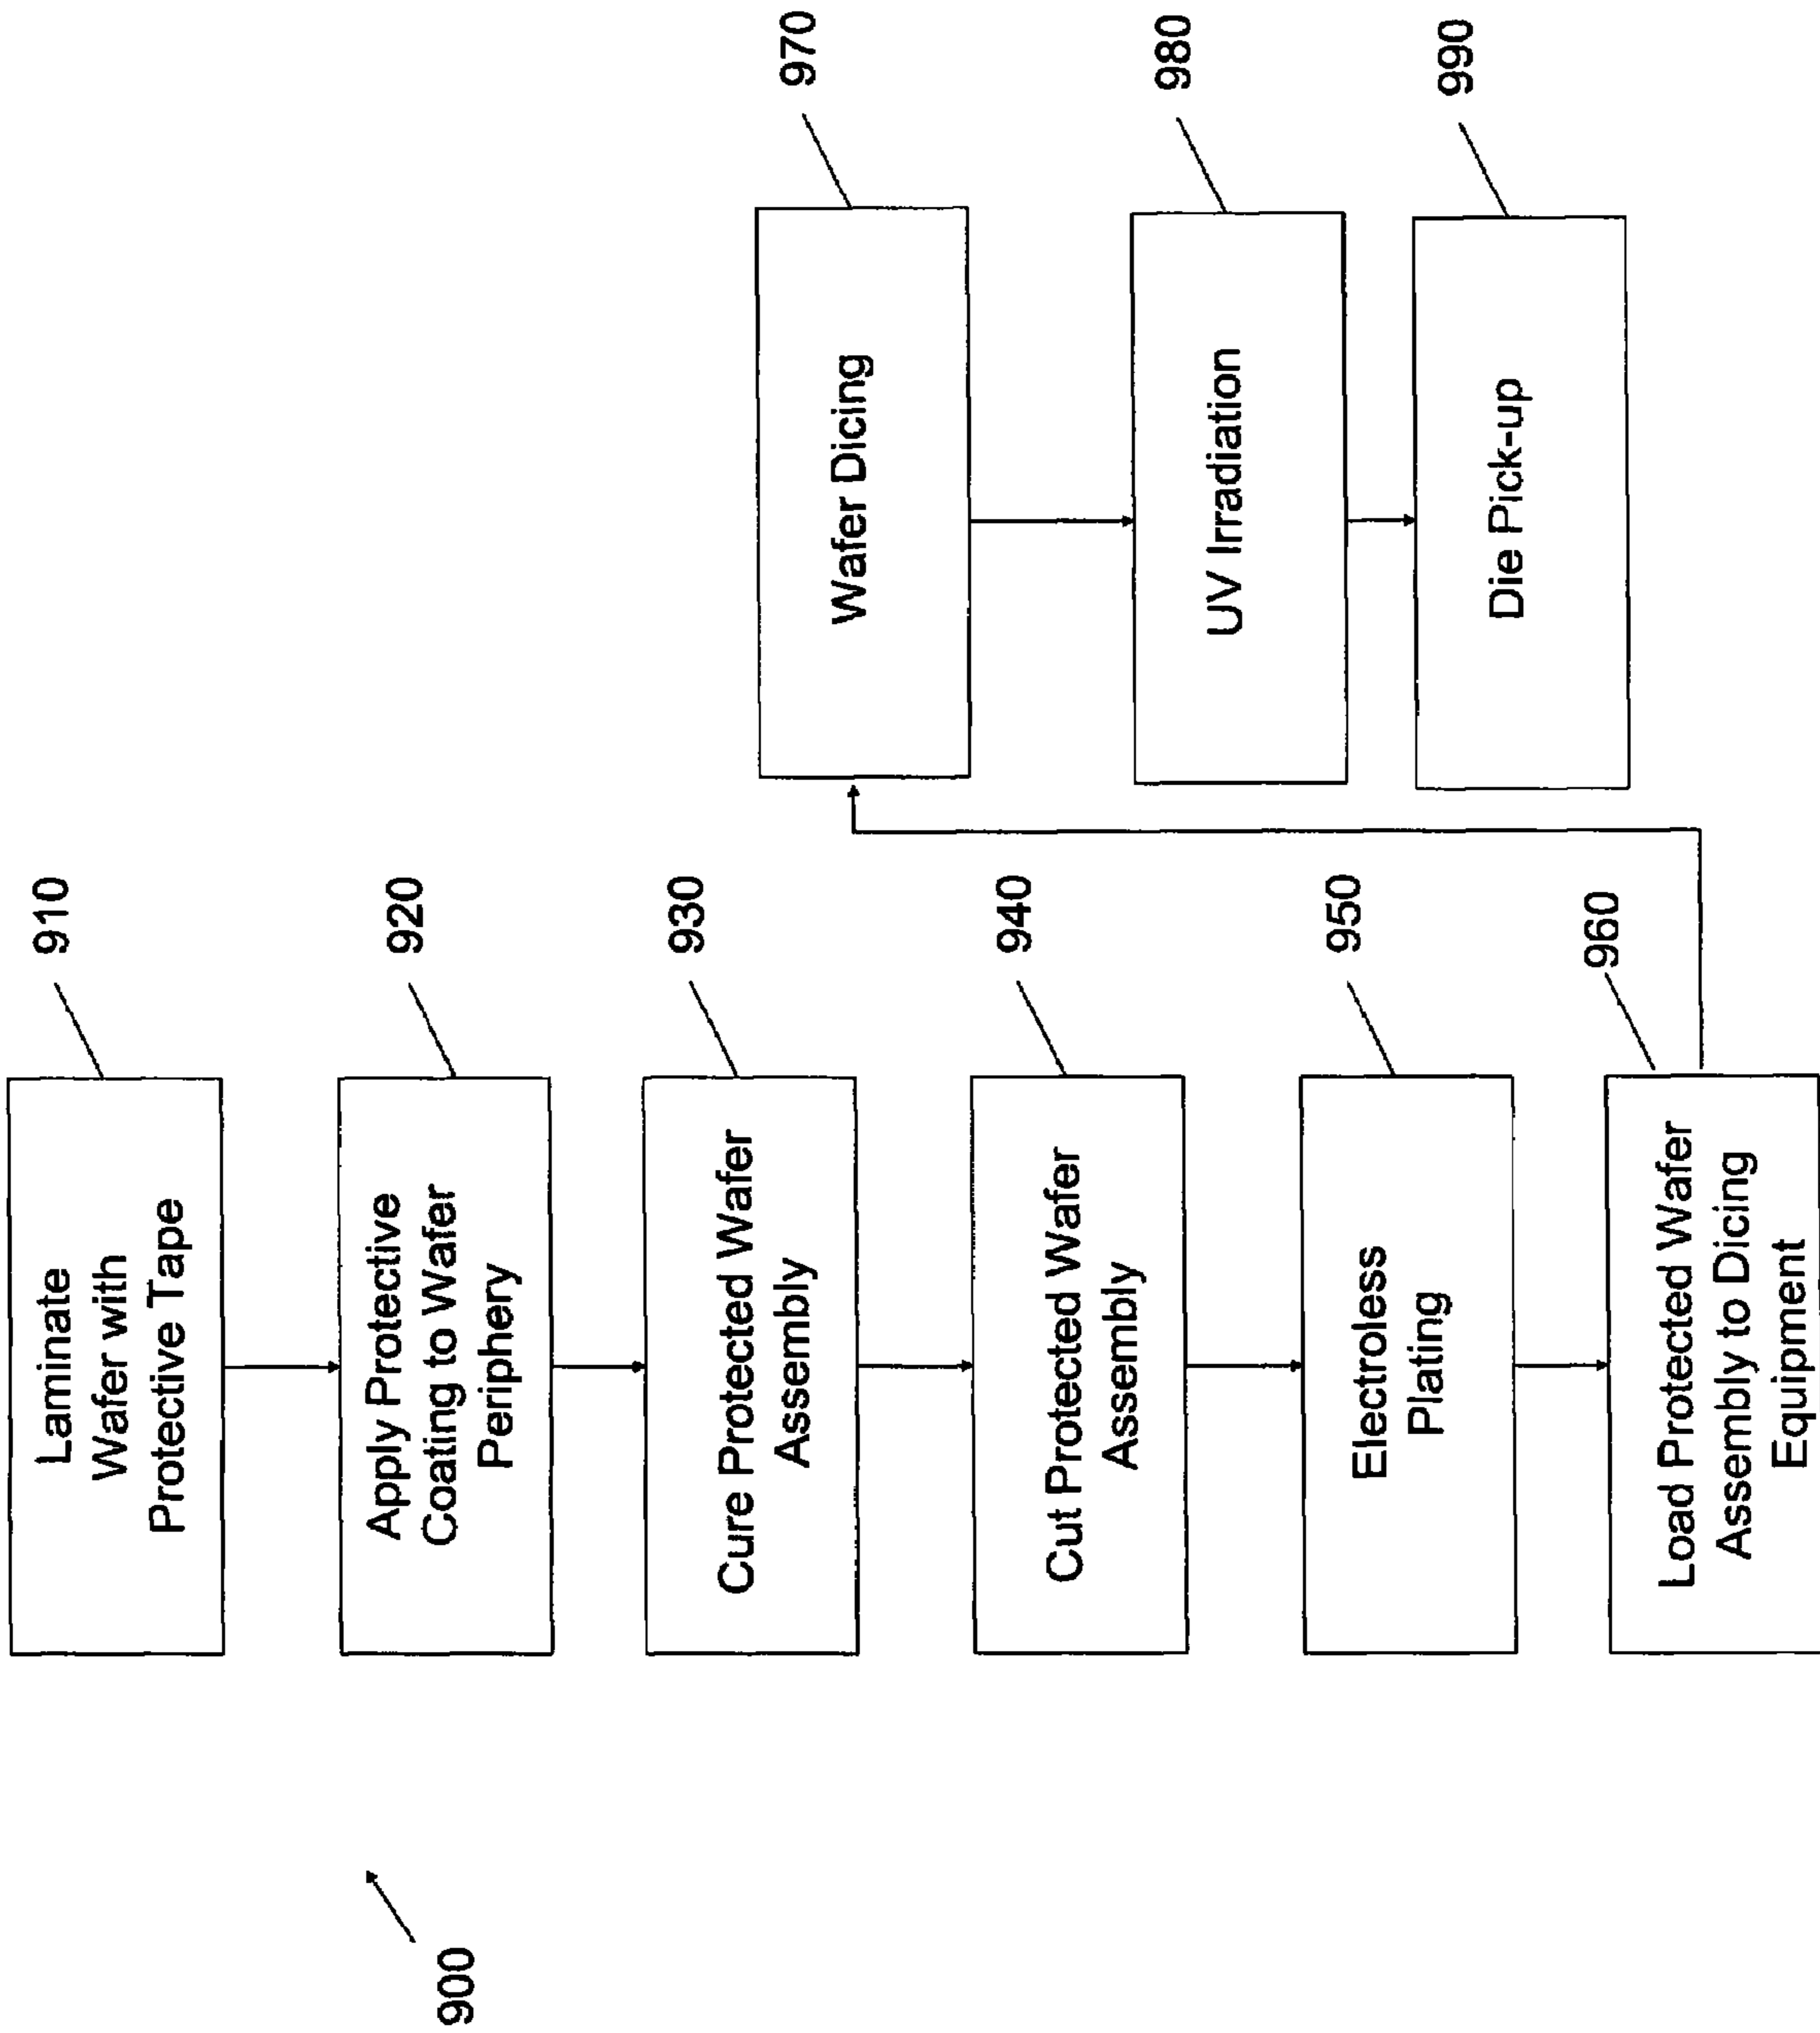 900
Laminate
Wafer with
Protective Tape
910
Apply Protective
Coating to Wafer
Periphery
920
Cure Protected Wafer
Assembly
930
Cut Protected Wafer
Assembly
940
Electroless
Plating
950
Load Protected Wafer
Assembly to Dicing
Equipment
960
Wafer Dicing
970
UV Irradiation
980
Die Pick-up
990